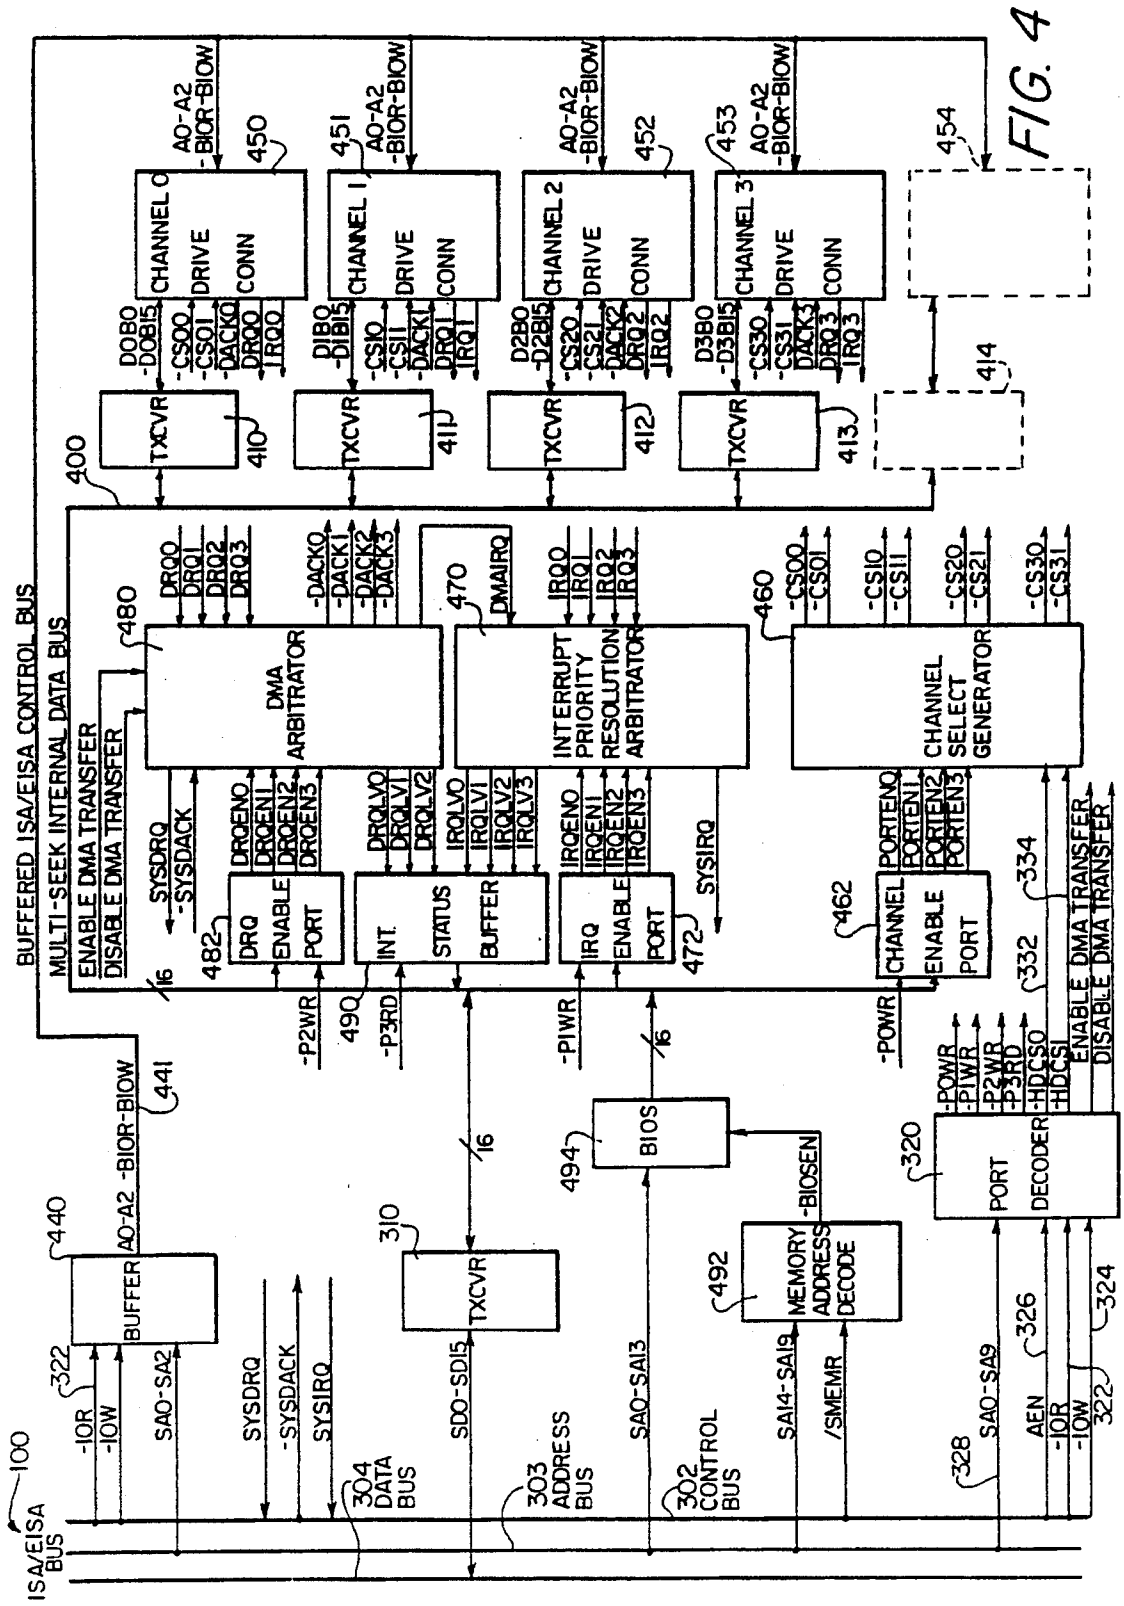 FIG. 4
ISA/EISA
BUS
100
304 DATA
BUS
303 ADDRESS
BUS
302 CONTROL
BUS
-IOR
322
-IOW
SA0-SA2
440
BUFFER
A0-A2 -BIOR-BIOW
441
SYSDRQ
-SYSDACK
SYSIRQ
SD0-SD15
310
TXCVR
16
SA0-SA13
494
BIOS
16
SA14-SA19
/SMEMR
492
MEMORY
ADDRESS
DECODE
-BIOSEN
328
SA0-SA9
AEN
326
-IOR
-IOW
322
324
320
PORT
DECODER
-P0WR
-P1WR
-P2WR
-P3RD
-HDCS0
-HDCS1
332
334
ENABLE DMA TRANSFER
DISABLE DMA TRANSFER
BUFFERED ISA/EISA CONTROL BUS
MULTI-SEEK INTERNAL DATA BUS
ENABLE DMA TRANSFER
DISABLE DMA TRANSFER
16
400
SYSDRQ
-SYSDACK
482
DRQ
ENABLE
PORT
-P2WR
DRQEN0
DRQEN1
DRQEN2
DRQEN3
480
DMA
ARBITRATOR
DRQ0
DRQ1
DRQ2
DRQ3
-DACK0
-DACK1
-DACK2
-DACK3
490
INT.
STATUS
BUFFER
-P3RD
DRQLV0
DRQLV1
DRQLV2
IRQLV0
IRQLV1
IRQLV2
IRQLV3
DMAIRQ
470
INTERRUPT
PRIORITY
RESOLUTION
ARBITRATOR
IRQ0
IRQ1
IRQ2
IRQ3
IRQ
ENABLE
PORT
472
-P1WR
IRQEN0
IRQEN1
IRQEN2
IRQEN3
SYSIRQ
462
CHANNEL
ENABLE
PORT
-P0WR
PORTEN0
PORTEN1
PORTEN2
PORTEN3
460
CHANNEL
SELECT
GENERATOR
-CS00
-CS01
-CS10
-CS11
-CS20
-CS21
-CS30
-CS31
TXCVR
410
D0B0
-D0B15
-CS00
-CS01
-DACK0
DRQ0
IRQ0
CHANNEL 0
DRIVE
CONN
450
A0-A2
-BIOR-BIOW
TXCVR
411
D1B0
-D1B15
-CS10
-CS11
-DACK1
DRQ1
IRQ1
CHANNEL 1
DRIVE
CONN
451
A0-A2
-BIOR-BIOW
TXCVR
412
D2B0
-D2B15
-CS20
-CS21
-DACK2
DRQ2
IRQ2
CHANNEL 2
DRIVE
CONN
452
A0-A2
-BIOR-BIOW
TXCVR
413
D3B0
-D3B15
-CS30
-CS31
DACK3
DRQ3
IRQ3
CHANNEL 3
DRIVE
CONN
453
A0-A2
-BIOR-BIOW
414
454